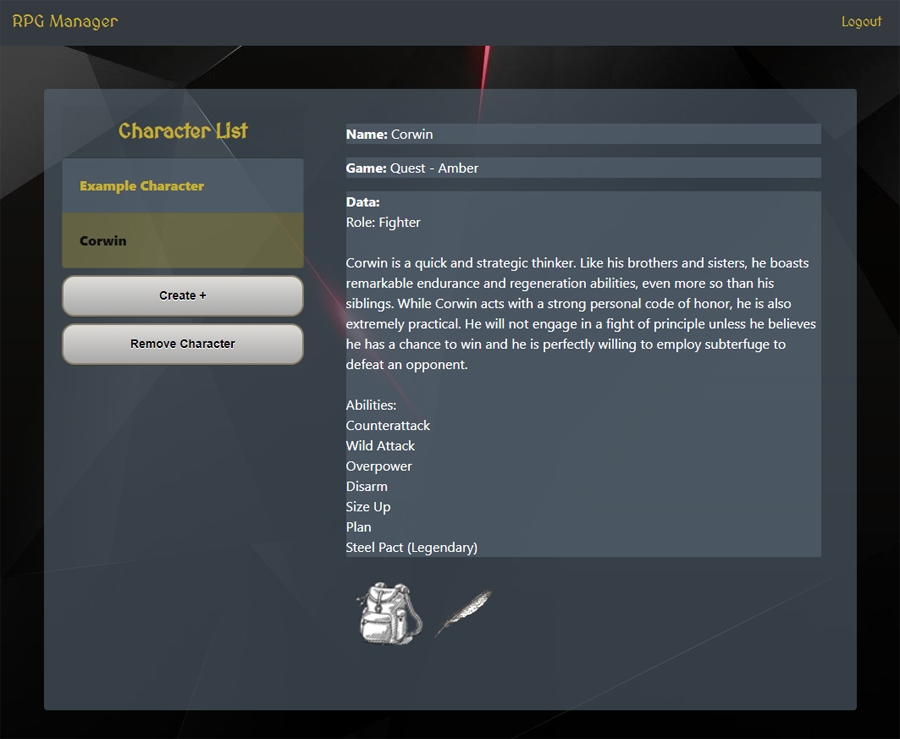 RPG Manager
Logout
Character List
Example Character
Corwin
Create +
Remove Character
Name: Corwin
Game: Quest - Amber
Data:
Role: Fighter
Corwin is a quick and strategic thinker. Like his brothers and sisters, he boasts
remarkable endurance and regeneration abilities, even more so than his
siblings. While Corwin acts with a strong personal code of honor, he is also
extremely practical. He will not engage in a fight of principle unless he believes
he has a chance to win and he is perfectly willing to employ subterfuge to
defeat an opponent.
Abilities:
Counterattack
Wild Attack
Overpower
Disarm
Size Up
Plan
Steel Pact (Legendary)